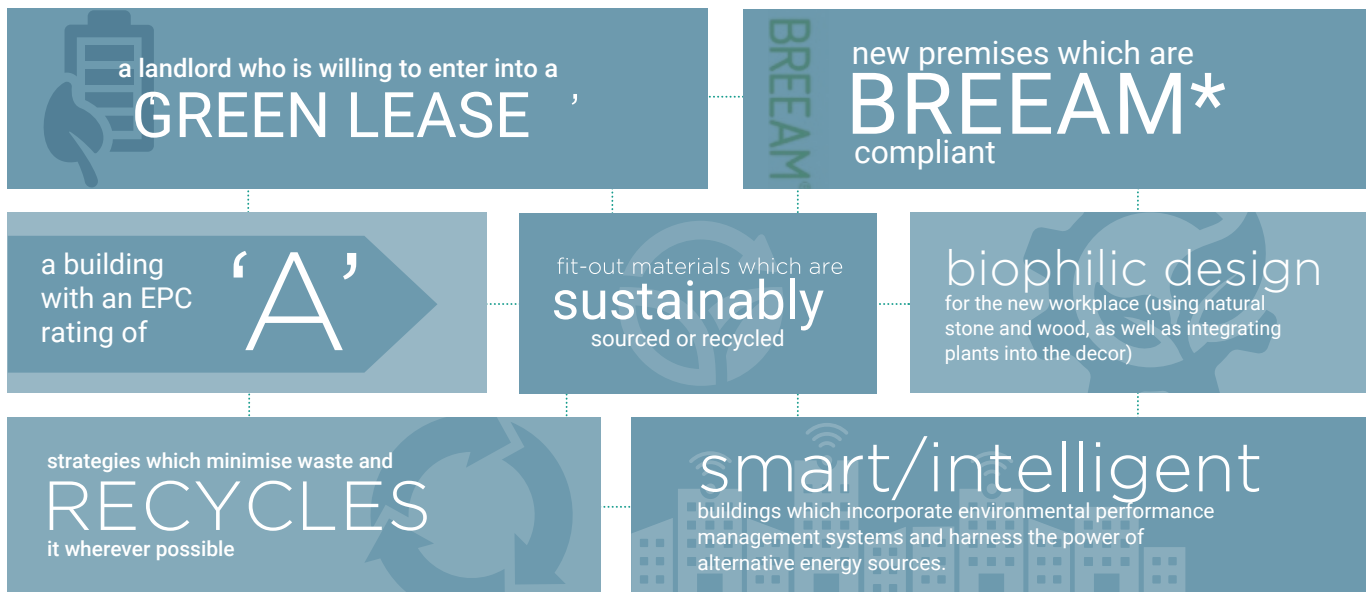 a landlord who is willing to enter into a
‘GREEN LEASE ’
BREEAM®
new premises which are
BREEAM*
compliant
a building
with an EPC
rating of
‘A’
fit-out materials which are
sustainably
sourced or recycled
biophilic design
for the new workplace (using natural
stone and wood, as well as integrating
plants into the decor)
strategies which minimise waste and
RECYCLES
it wherever possible
smart/intelligent
buildings which incorporate environmental performance
management systems and harness the power of
alternative energy sources.